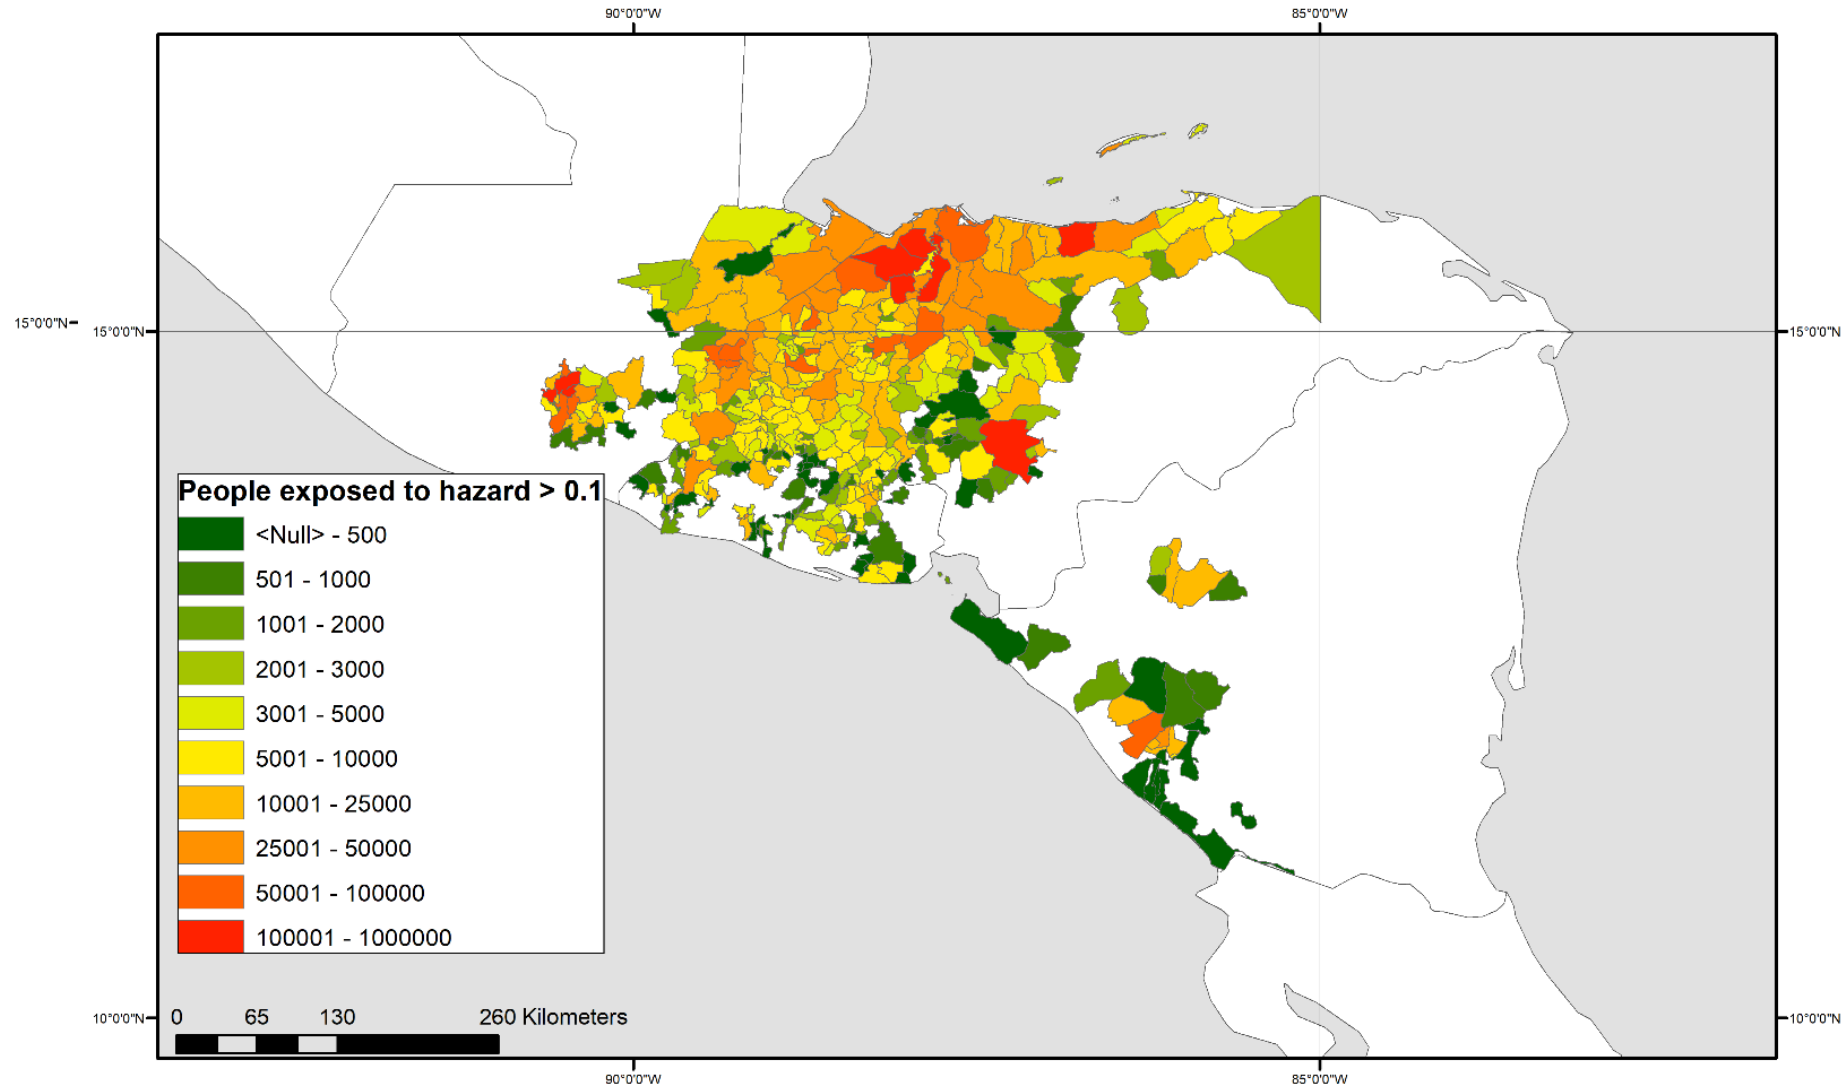 90°0'0"W 85°0'0"W
15°0'0"N 15°0'0"N 15°0'0"N
People exposed to hazard > 0.1
<Null> - 500
501 - 1000
1001 - 2000
2001 - 3000
3001 - 5000
5001 - 10000
10001 - 25000
25001 - 50000
50001 - 100000
100001 - 1000000
0 65 130 260 Kilometers
10°0'0"N 10°0'0"N
90°0'0"W 85°0'0"W